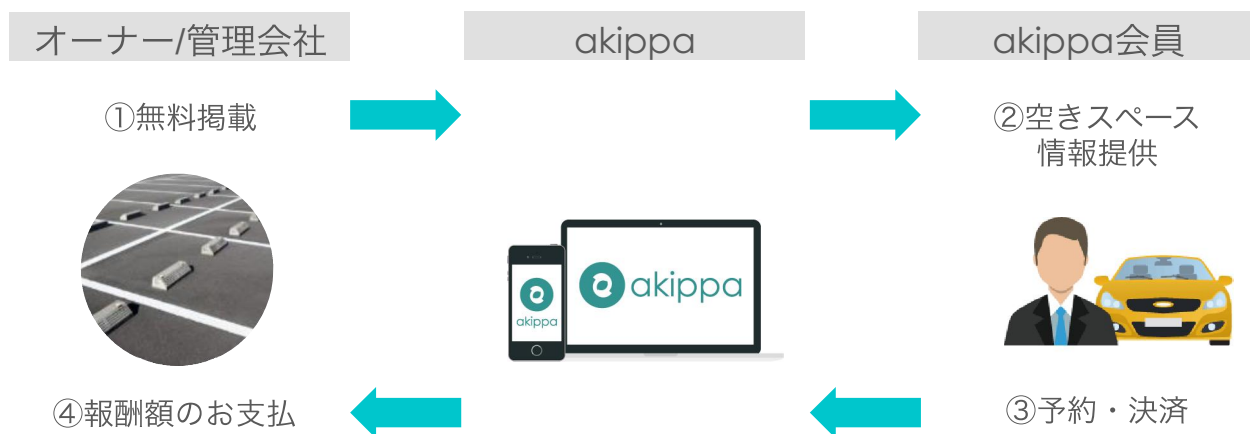 オーナー/管理会社
akippa
akippa会員
①無料掲載
②空きスペース
情報提供
akippa
akippa
④報酬額のお支払
③予約・決済